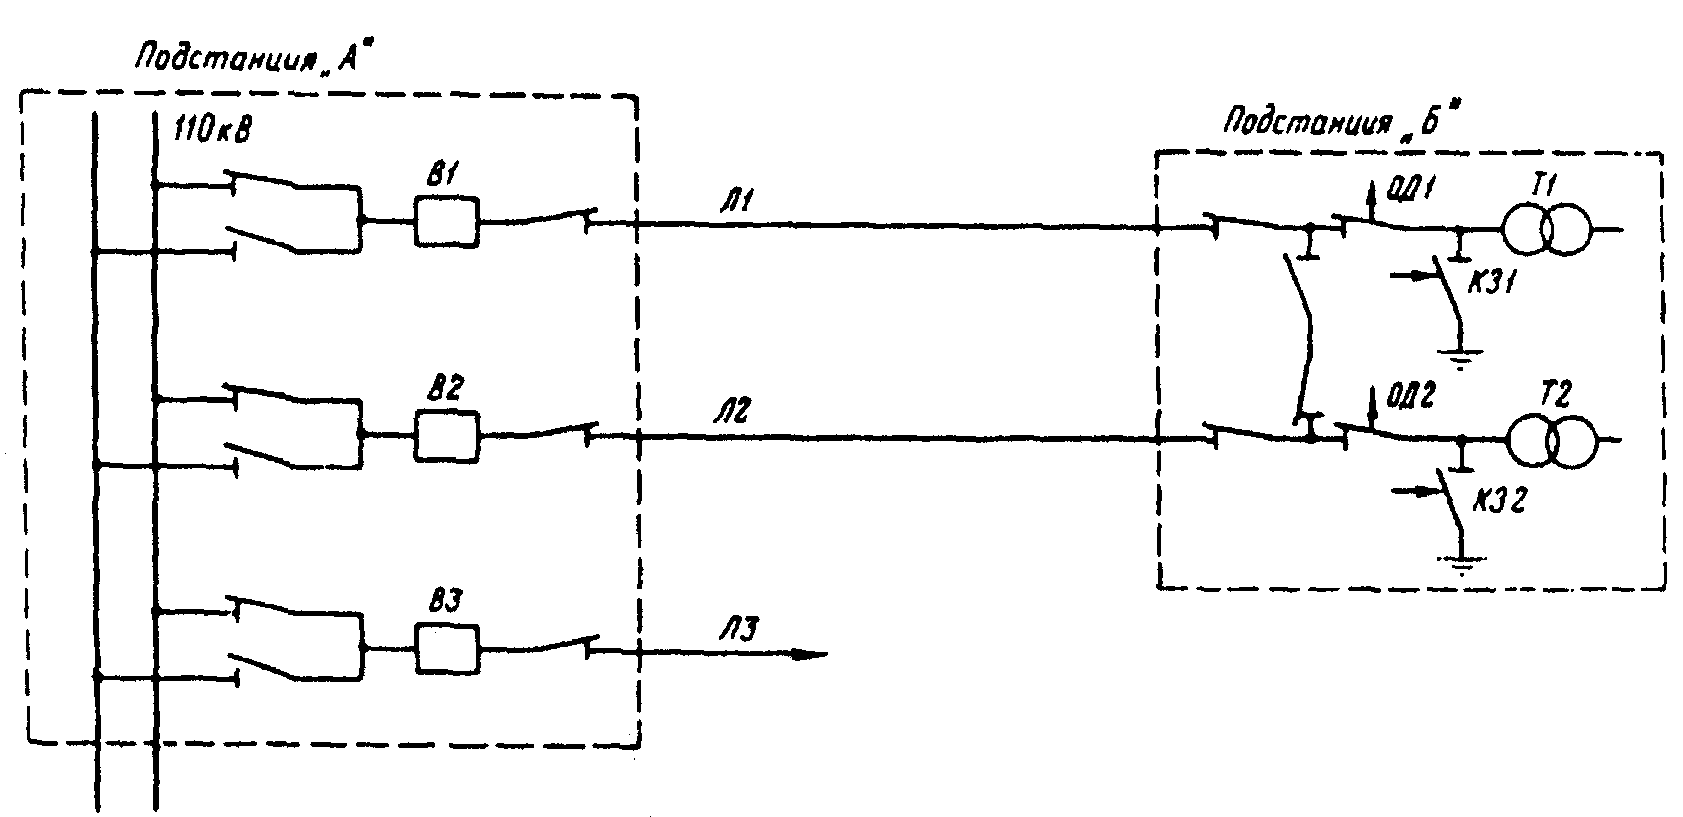 Подстанция „А"
110кВ
Подстанция „Б"
В1
Л1
ОД1
Т1
КЗ1
В2
Л2
ОД2
Т2
КЗ2
В3
Л3